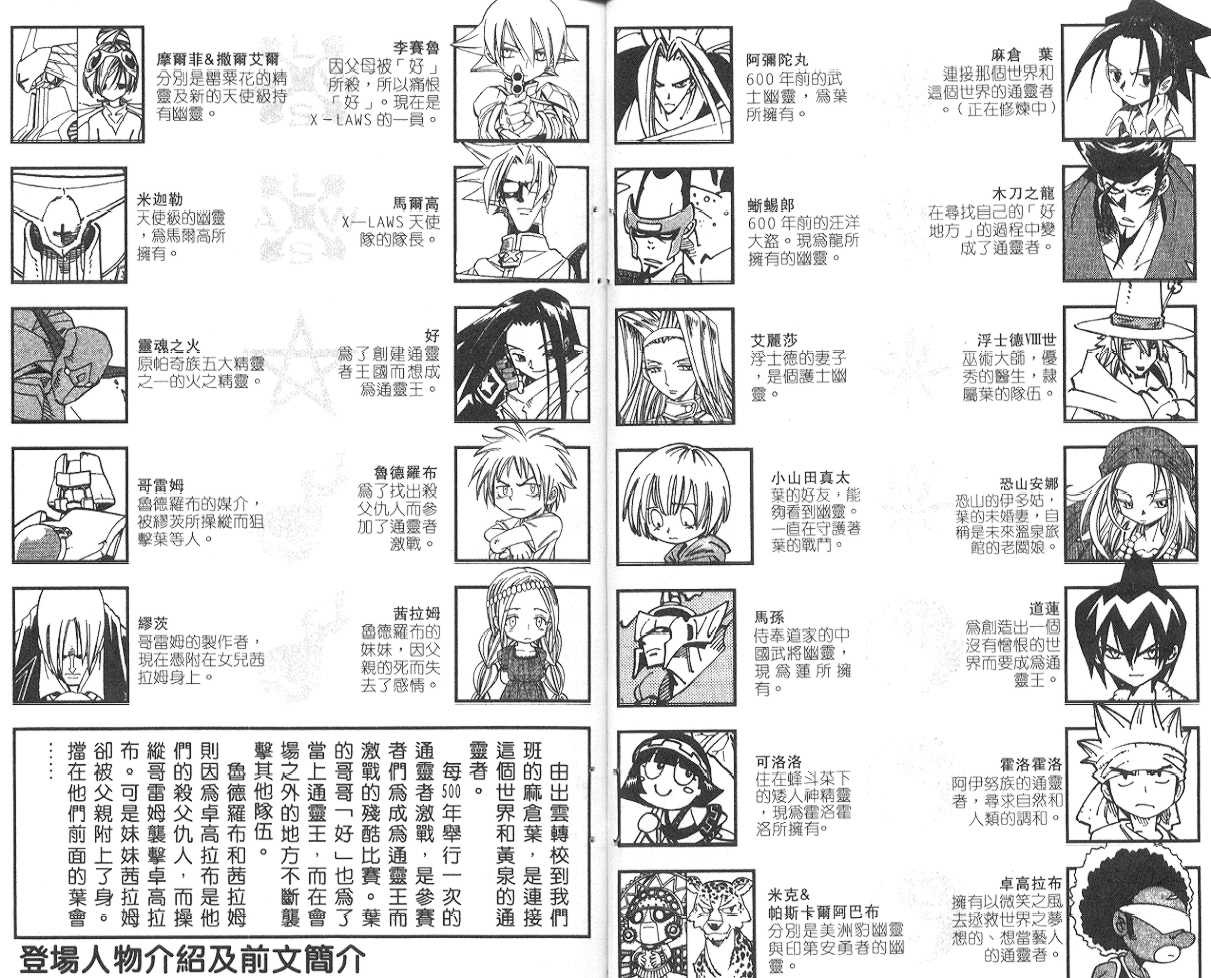 麻倉 葉
連接那個世界和
這個世界的通靈者
。(正在修煉中)
阿彌陀丸
600年前的武
士幽靈，為葉
所擁有。
木刀之龍
在尋找自己的「好
地方」的過程中變
成了通靈者。
蜥蜴郎
600年前的汪洋
大盜。現為龍所
擁有的幽靈。
浮士德VIII世
巫術大師，優
秀的醫生，隸
屬葉的隊伍。
艾麗莎
浮士德的妻子
，是個護士幽
靈。
恐山安娜
恐山的伊多姑，
葉的未婚妻，自
稱是未來溫泉旅
館的老闆娘。
小山田真太
葉的好友，能
夠看到幽靈。
一直在守護著
葉的戰鬥。
道蓮
為創造出一個
沒有憎恨的世
界而要成為通
靈王。
馬孫
侍奉道家的中
國武將幽靈，
現為蓮所擁
有。
霍洛霍洛
阿伊努族的通靈
者，尋求自然和
人類的調和。
可洛洛
住在蜂斗菜下
的矮人神精靈
，現為霍洛霍
洛所擁有。
卓高拉布
擁有以微笑之風
去拯救世界之夢
想的、想當藝人
的通靈者。
米克&
帕斯卡爾阿巴布
分別是美洲豹幽靈
與印第安勇者的幽
靈。
李賽魯
因父母被「好」
所殺，所以痛恨
「好」。現在是
X－LAWS的一員。
摩爾菲&撒爾艾爾
分別是罌粟花的精
靈及新的天使級持
有幽靈。
馬爾高
X—LAWS天使
隊的隊長。
米迦勒
天使級的幽靈
，為馬爾高所
擁有。
好
為了創建通靈
者王國而想成
為通靈王。
靈魂之火
原帕奇族五大精靈
之一的火之精靈。
魯德羅布
為了找出殺
父仇人而參
加了通靈者
激戰。
哥雷姆
魯德羅布的媒介，
被繆茨所操縱而狙
擊葉等人。
茜拉姆
魯德羅布的
妹妹，因父
親的死而失
去了感情。
繆茨
哥雷姆的製作者，
現在憑附在女兒茜
拉姆身上。
由出雲轉校到我們
班的麻倉葉，是連接
這個世界和黃泉的通
靈者。
每500年舉行一次的
通靈者激戰，是參賽
者們為成為通靈王而
激戰的殘酷比賽。葉
的哥哥「好」也為了
當上通靈王，而在會
場之外的地方不斷襲
擊其他隊伍。
魯德羅布和茜拉姆
則因為卓高拉布是他
們的殺父仇人，而操
縱哥雷姆襲擊卓高拉
布。可是妹妹茜拉姆
卻被父親附上了身。
擋在他們前面的葉會
……
登場人物介紹及前文簡介